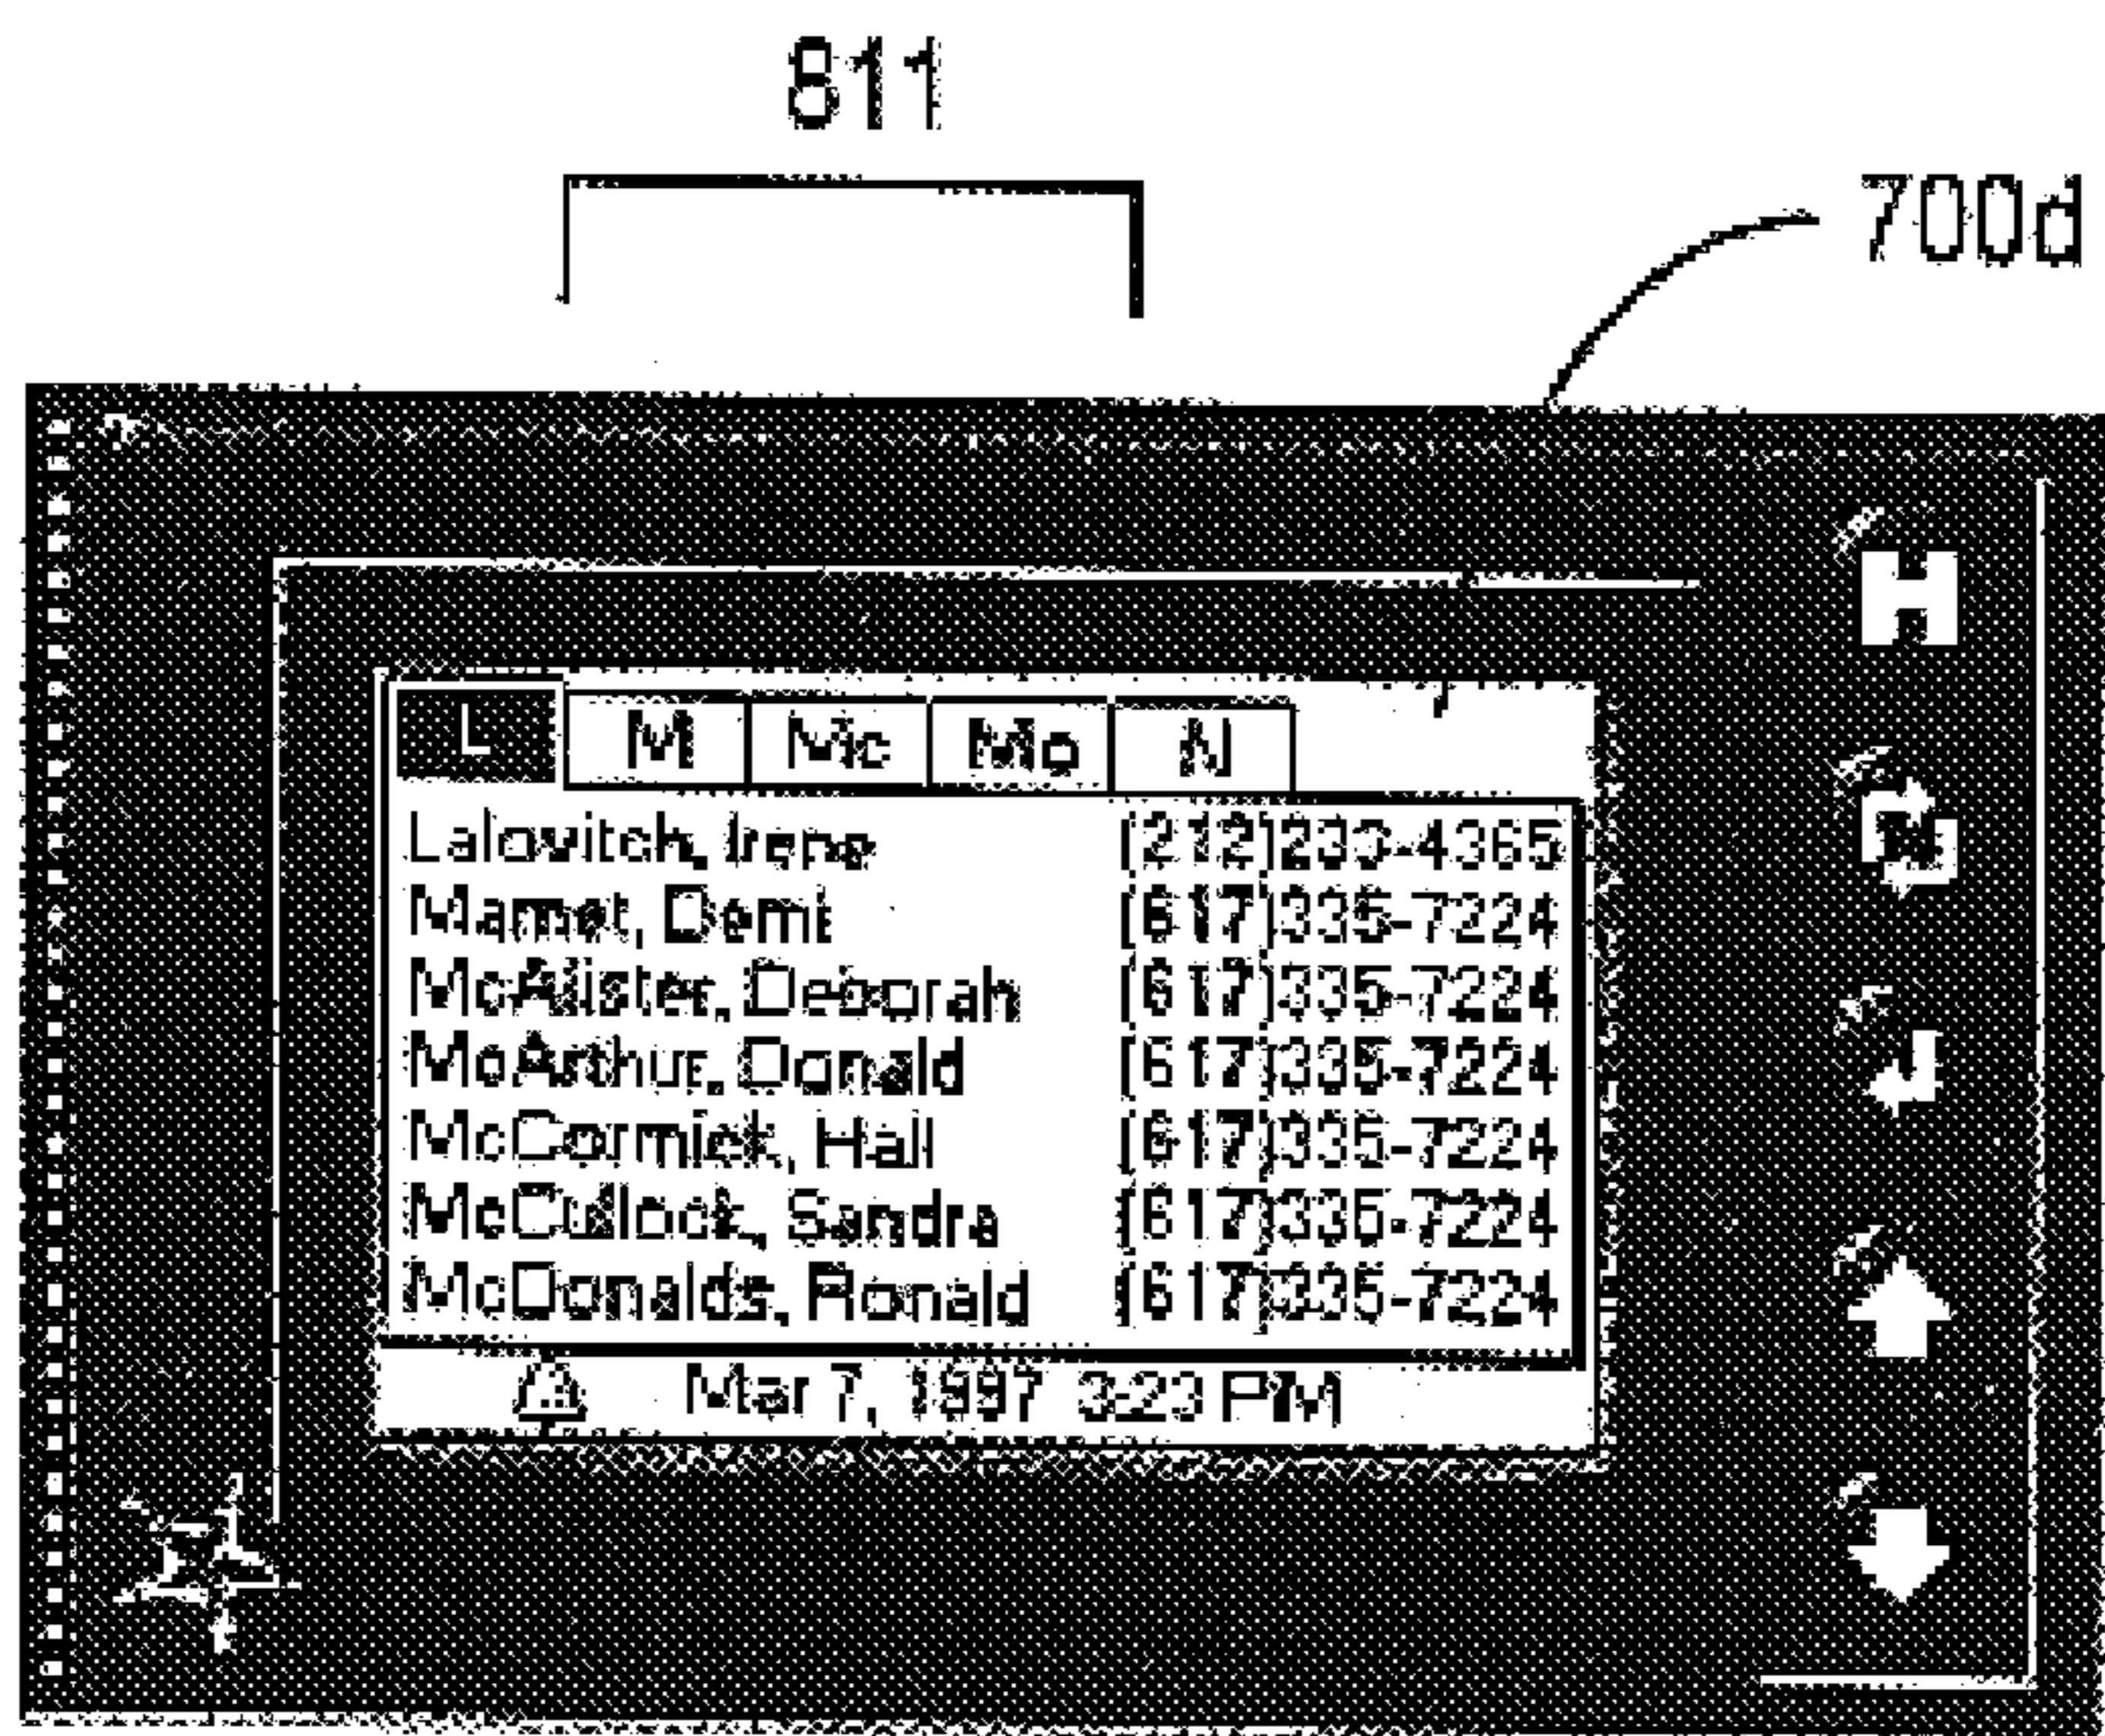 811
700d
L M Mc Mo N
Lalovitch, Irene (212)233-4365
Mamet, Demi (617)335-7224
McAllister, Deborah (617)335-7224
McArthur, Donald (617)335-7224
McCormick, Hall (617)335-7224
McCullock, Sandra (617)335-7224
McDonalds, Ronald (617)335-7224
Mar 7, 1997 3:23 PM